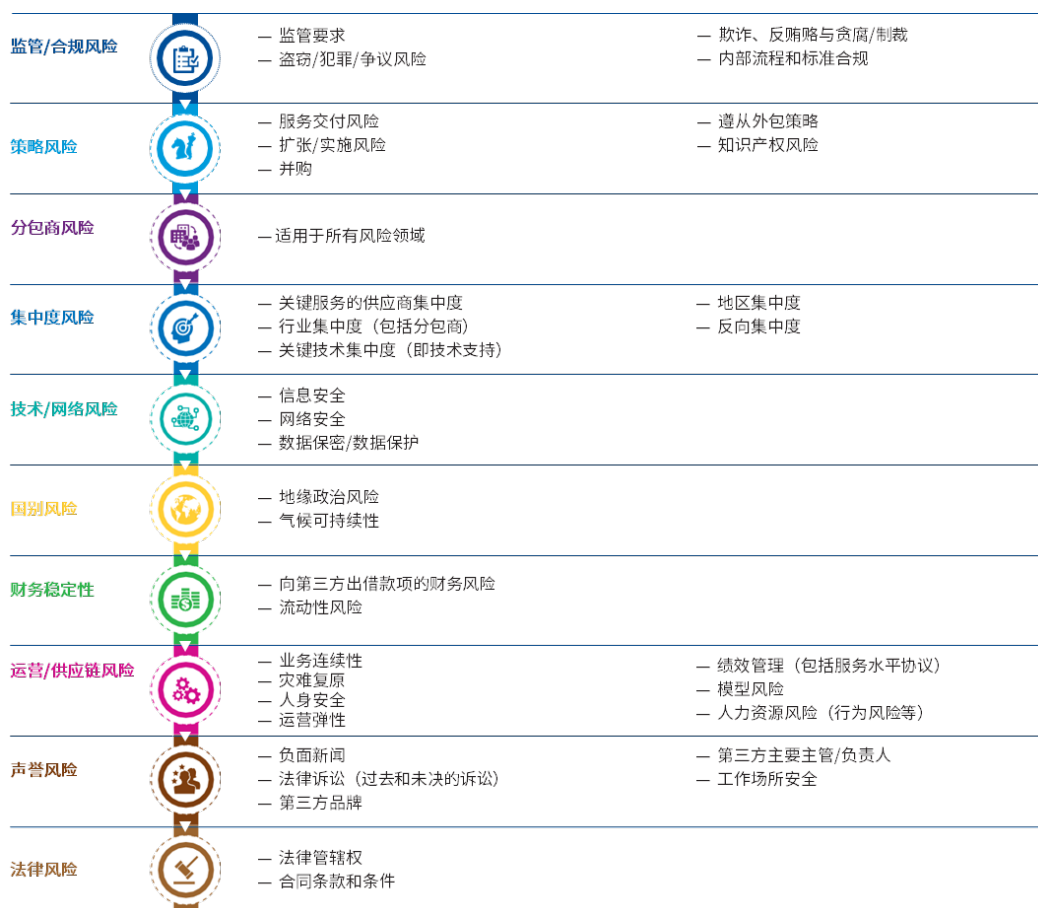 监管/合规风险
— 监管要求
— 盗窃/犯罪/争议风险
— 欺诈、反贿赂与贪腐/制裁
— 内部流程和标准合规
策略风险
— 服务交付风险
— 扩张/实施风险
— 并购
— 遵从外包策略
— 知识产权风险
分包商风险
— 适用于所有风险领域
集中度风险
— 关键服务的供应商集中度
— 行业集中度（包括分包商）
— 关键技术集中度（即技术支持）
— 地区集中度
— 反向集中度
技术/网络风险
— 信息安全
— 网络安全
— 数据保密/数据保护
国别风险
— 地缘政治风险
— 气候可持续性
财务稳定性
— 向第三方出借款项的财务风险
— 流动性风险
运营/供应链风险
— 业务连续性
— 灾难复原
— 人身安全
— 运营弹性
— 绩效管理（包括服务水平协议）
— 模型风险
— 人力资源风险（行为风险等）
声誉风险
— 负面新闻
— 法律诉讼（过去和未决的诉讼）
— 第三方品牌
— 第三方主要主管/负责人
— 工作场所安全
法律风险
— 法律管辖权
— 合同条款和条件